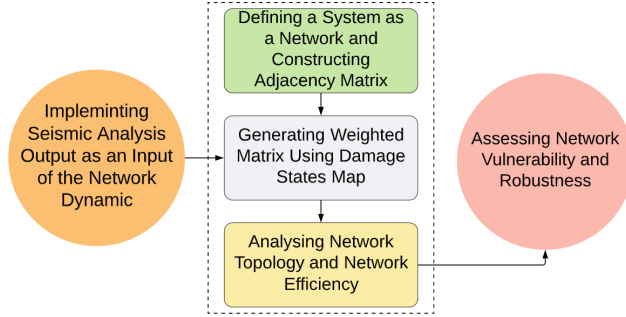 Impleminting
Seismic Analysis
Output as an Input
of the Network
Dynamic
Defining a System as
a Network and
Constructing
Adjacency Matrix
Generating Weighted
Matrix Using Damage
States Map
Analysing Network
Topology and Network
Efficiency
Assessing Network
Vulnerability and
Robustness